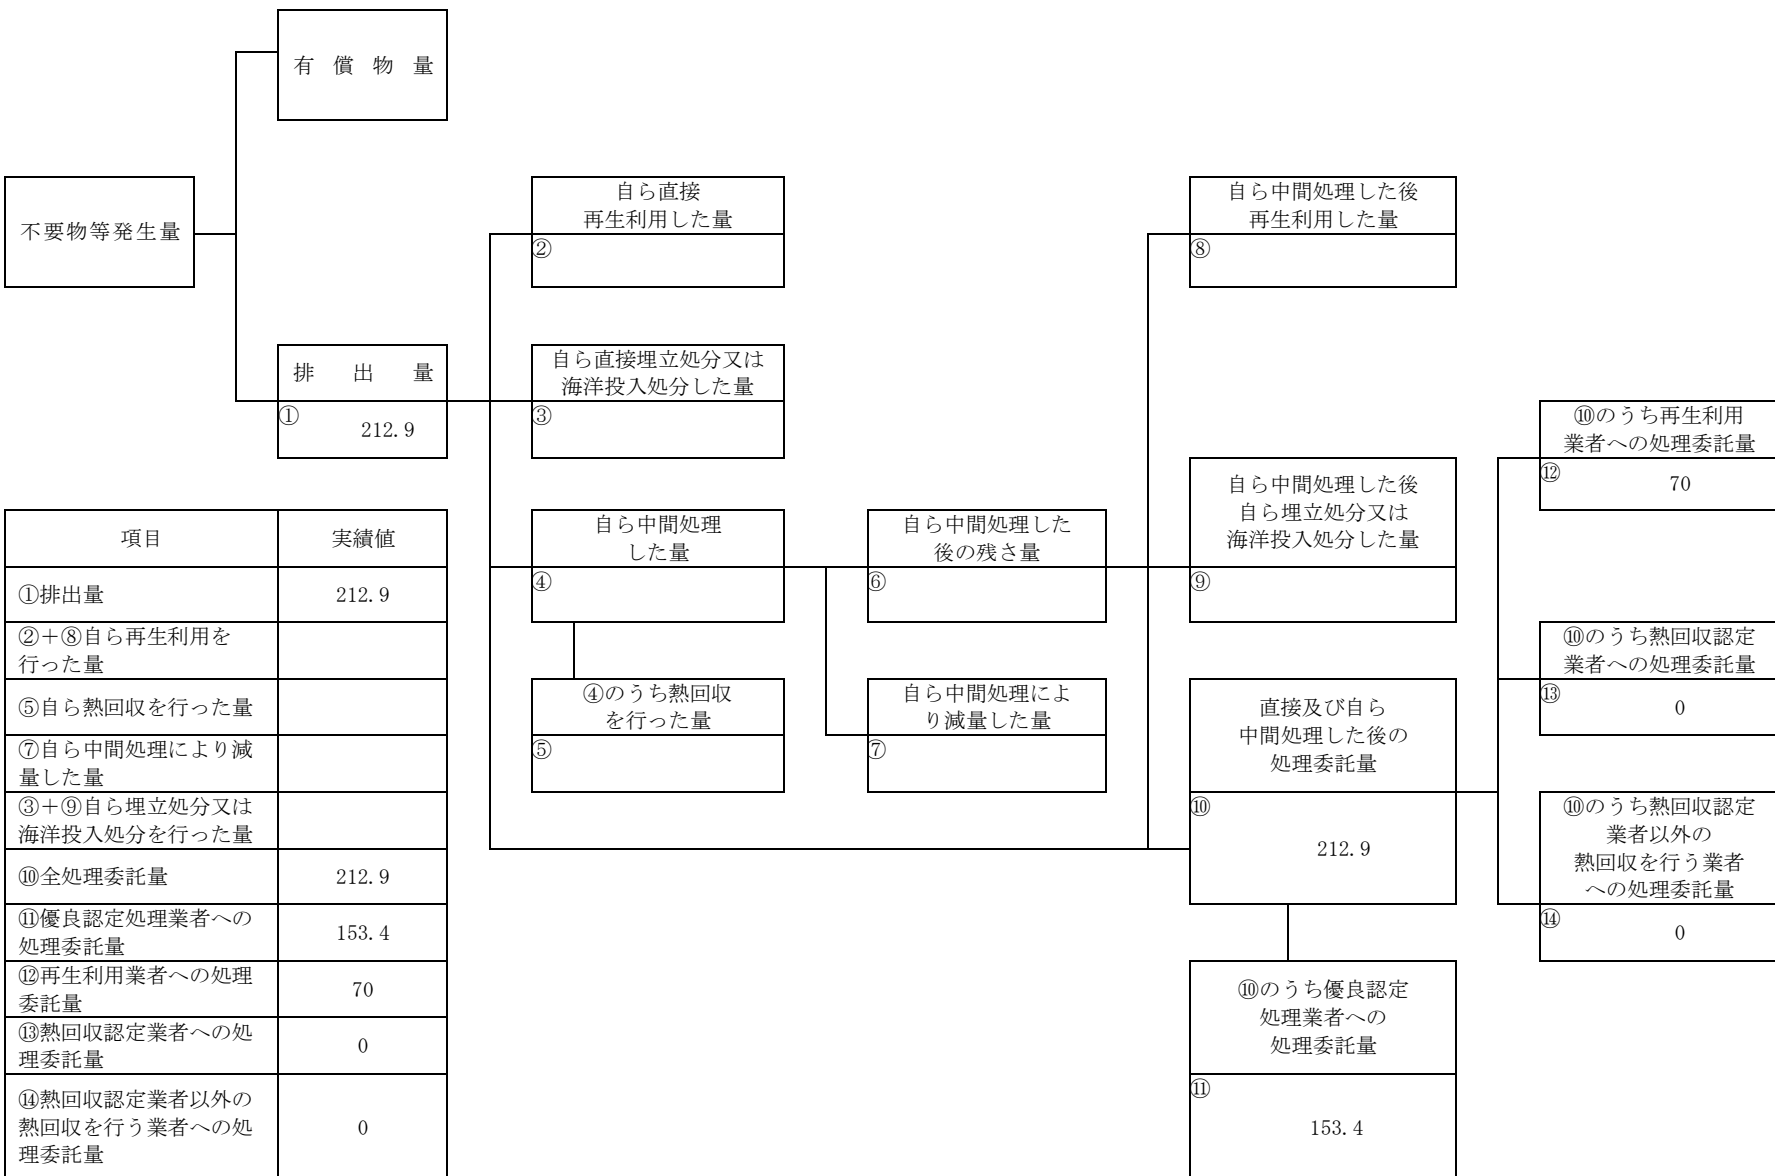 有償物量
不要物等発生量
排出量
①
212.9
自ら直接
再生利用した量
②
自ら直接埋立処分又は
海洋投入処分した量
③
自ら中間処理
した量
④
④のうち熱回収
を行った量
⑤
自ら中間処理した
後の残さ量
⑥
自ら中間処理によ
り減量した量
⑦
自ら中間処理した後
再生利用した量
⑧
自ら中間処理した後
自ら埋立処分又は
海洋投入処分した量
⑨
直接及び自ら
中間処理した後の
処理委託量
⑩
212.9
⑩のうち優良認定
処理業者への
処理委託量
⑪
153.4
⑩のうち再生利用
業者への処理委託量
⑫
70
⑩のうち熱回収認定
業者への処理委託量
⑬
0
⑩のうち熱回収認定
業者以外の
熱回収を行う業者
への処理委託量
⑭
0
項目 実績値
①排出量 212.9
②+⑧自ら再生利用を
行った量
⑤自ら熱回収を行った量
⑦自ら中間処理により減
量した量
③+⑨自ら埋立処分又は
海洋投入処分を行った量
⑩全処理委託量 212.9
⑪優良認定処理業者への
処理委託量 153.4
⑫再生利用業者への処理
委託量 70
⑬熱回収認定業者への処
理委託量 0
⑭熱回収認定業者以外の
熱回収を行う業者への処
理委託量 0